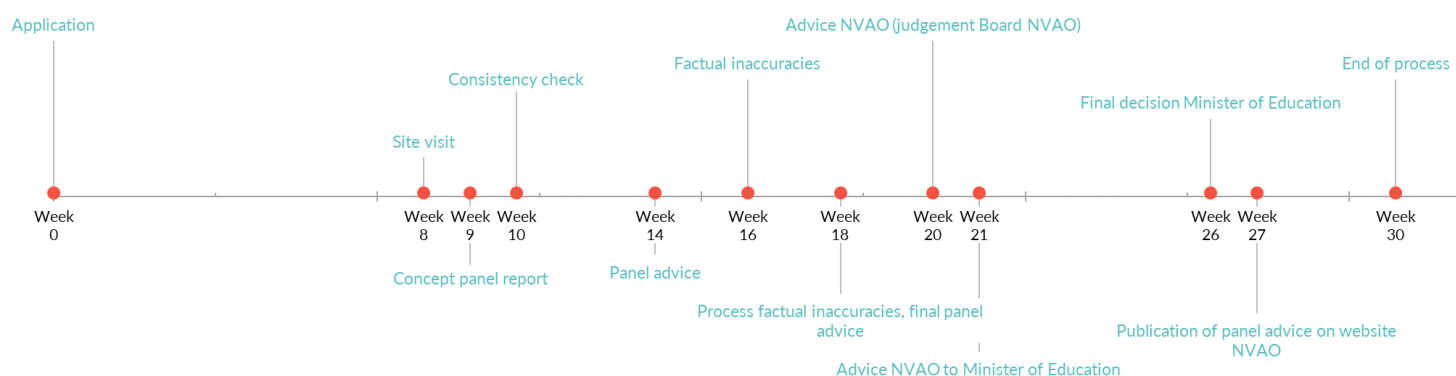 Application
Advice NVAO (judgement Board NVAO)
Factual inaccuracies
End of process
Consistency check
Final decision Minister of Education
Site visit
Week
0
Week
8
Week
9
Week
10
Week
14
Week
16
Week
18
Week
20
Week
21
Week
26
Week
27
Week
30
Concept panel report
Panel advice
Process factual inaccuracies, final panel
advice
Publication of panel advice on website
NVAO
Advice NVAO to Minister of Education